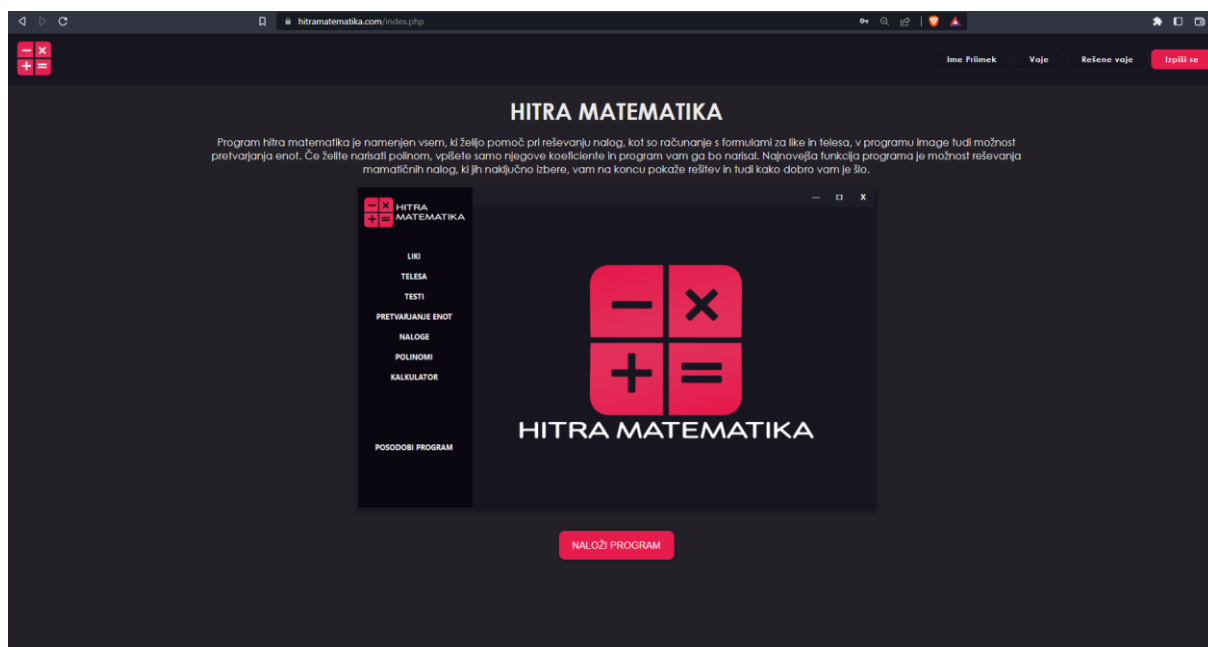 hitramatematika.com/index.php
Ime Priimek Vaje Rešene vaje Izpiši se
HITRA MATEMATIKA
Program hitra matematika je namenjen vsem, ki želijo pomoč pri reševanju nalog, kot so računanje s formulami za like in telesa, v programu image tudi možnost
pretvarjanja enot. Če želite narisati polinom, vpišete samo njegove koeficiente in program vam ga bo narisal. Najnovejša funkcija programa je možnost reševanja
mamatičnih nalog, ki jih naključno izbere, vam na koncu pokaže rešitev in tudi kako dobro vam je šlo.
HITRA
MATEMATIKA
LIKI
TELESA
TESTI
PRETVARJANJE ENOT
NALOGE
POLINOMI
KALKULATOR
POSODOBI PROGRAM
HITRA MATEMATIKA
NALOŽI PROGRAM